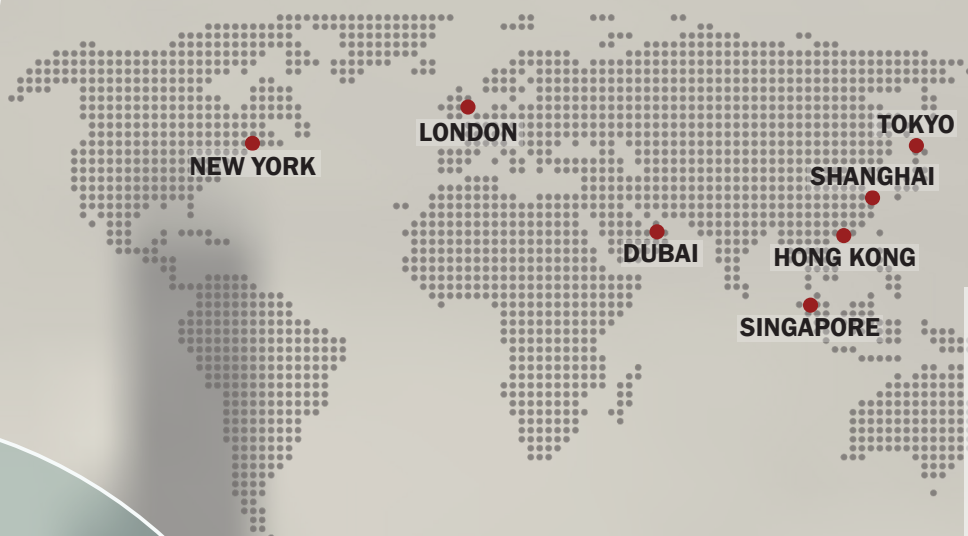 TOKYO
LONDON
NEW YORK
SHANGHAI
DUBAI
HONG KONG
SINGAPORE